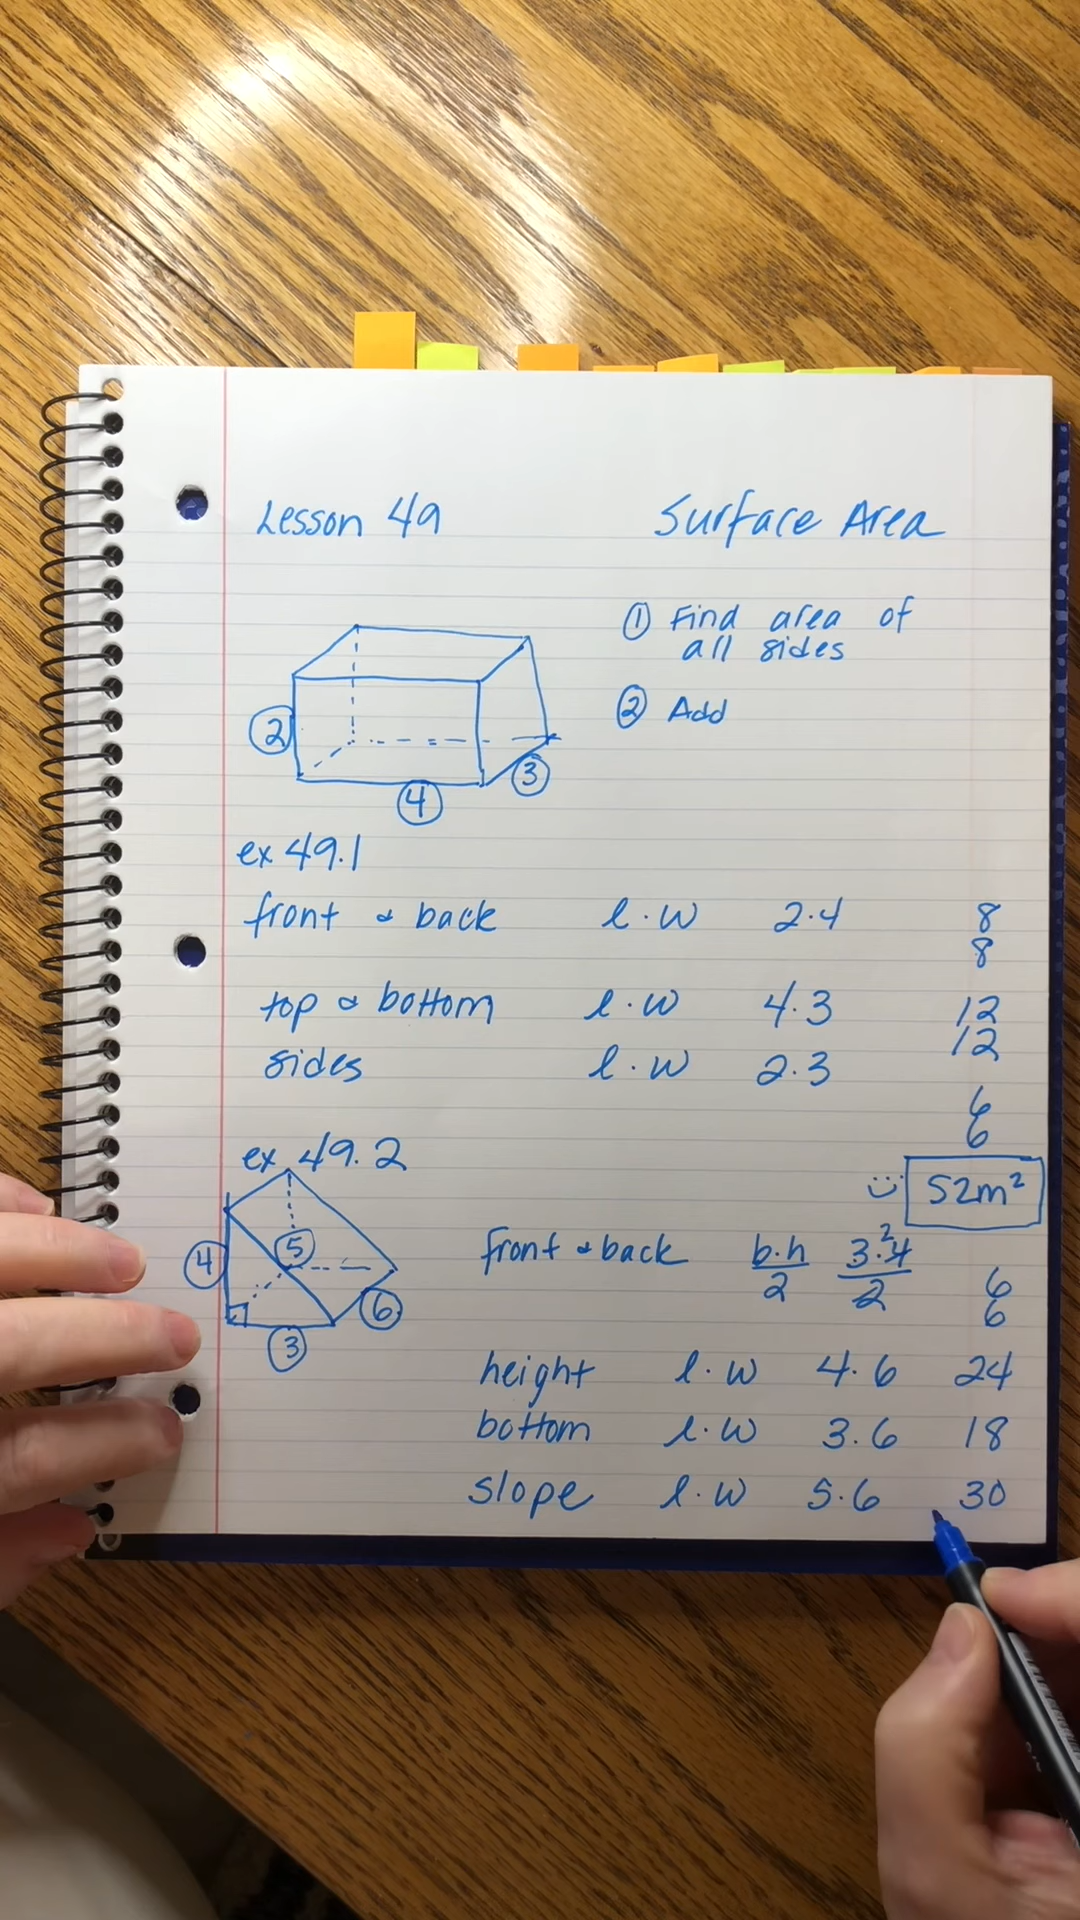 Lesson 49 Surface Area
① Find area of
all sides
② Add
2
3
4
ex 49.1
front & back l·w 2·4 8
8
top & bottom l·w 4·3 12
12
sides l·w 2·3
6
6
ex 49.2
52m²
4
5
6
3
front & back b·h/2 3·4/2 2 6
6
height l·w 4·6 24
bottom l·w 3·6 18
slope l·w 5·6 30